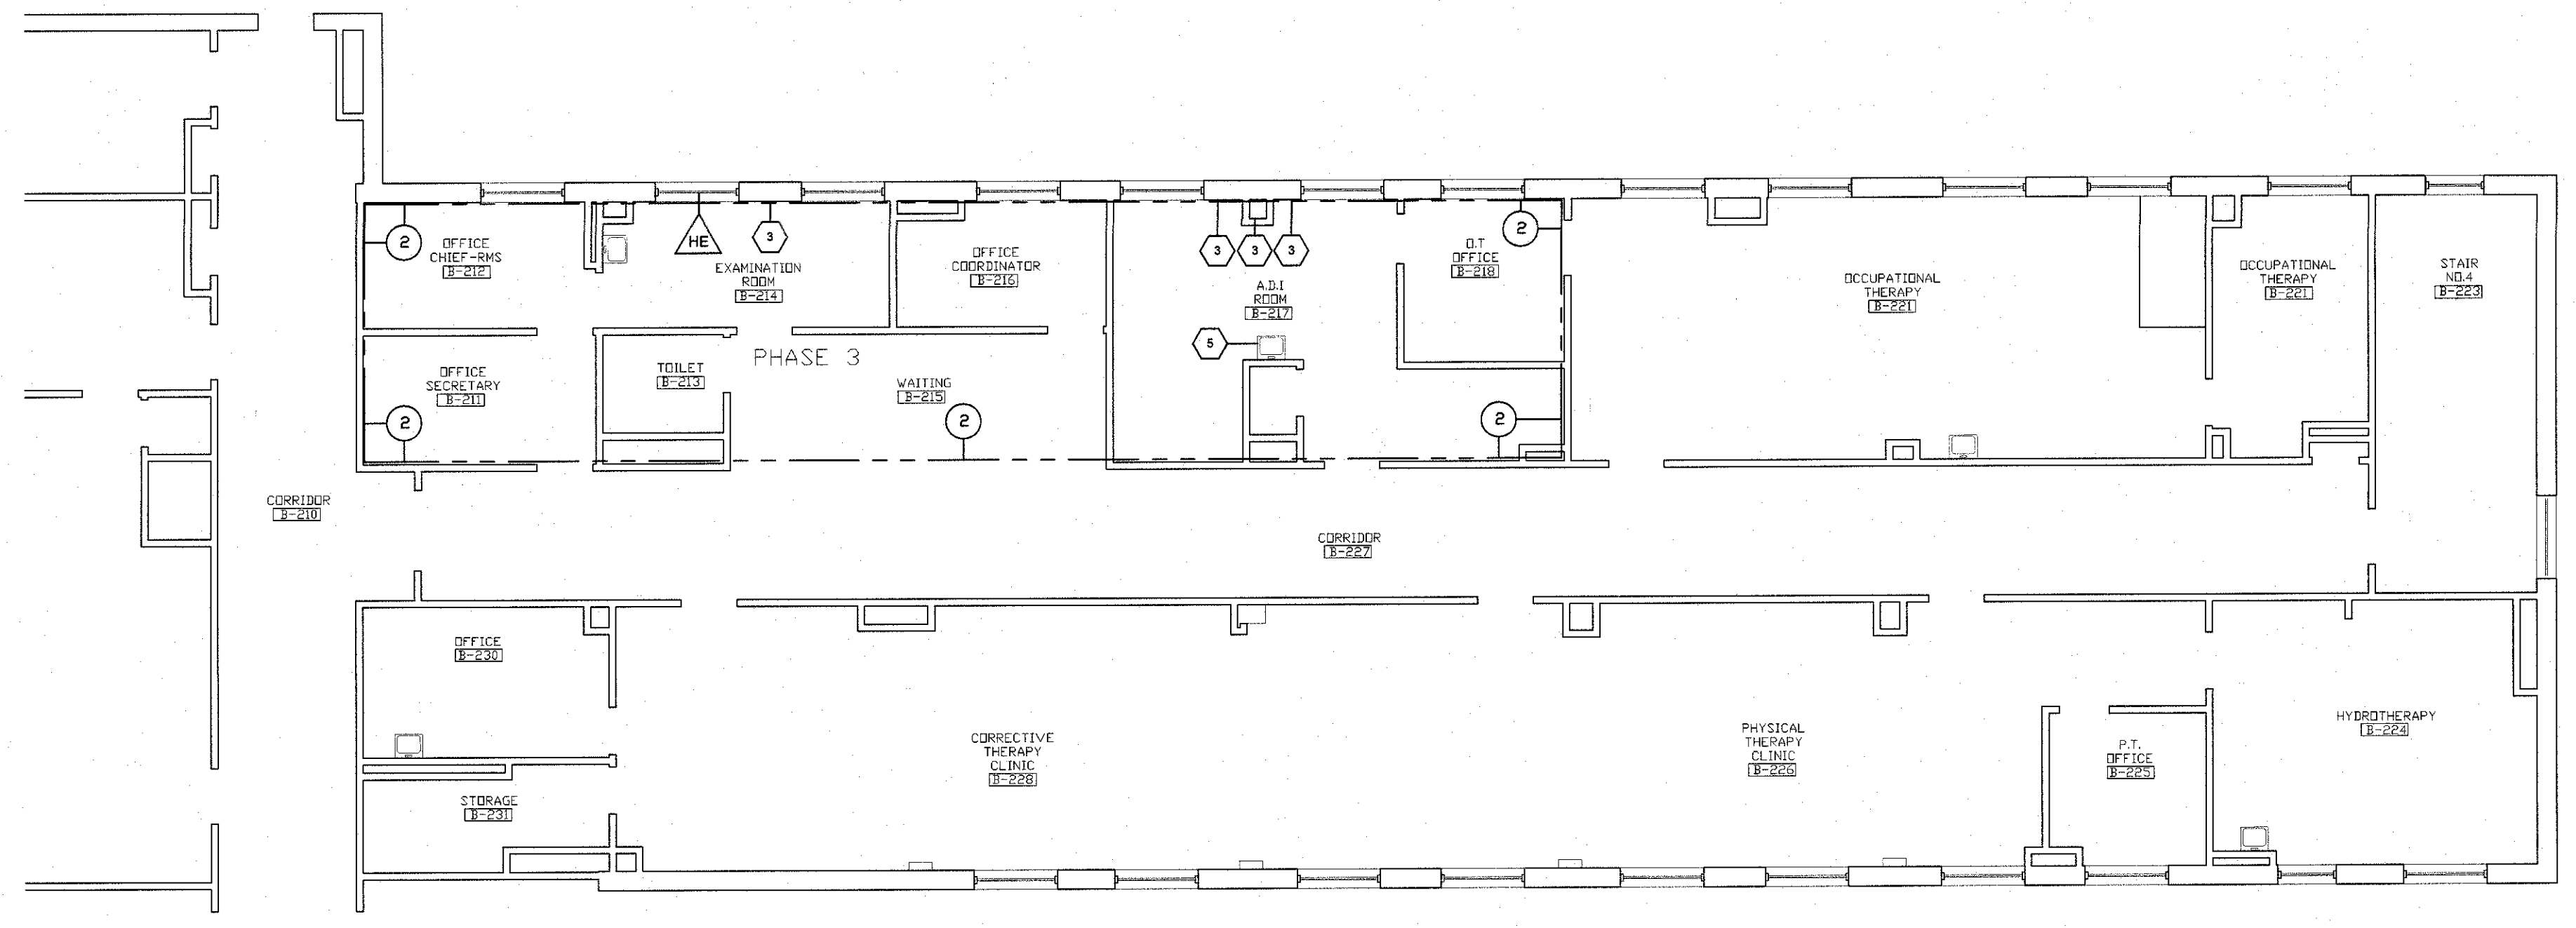 2
OFFICE
CHIEF-RMS
B-212
HE
3
EXAMINATION
ROOM
B-214
OFFICE
COORDINATOR
B-216
3
3
3
A.D.I
ROOM
B-217
O.T
OFFICE
B-218
2
OCCUPATIONAL
THERAPY
B-221
OCCUPATIONAL
THERAPY
B-221
STAIR
NO.4
B-223
OFFICE
SECRETARY
B-211
2
TOILET
B-213
PHASE 3
WAITING
B-215
2
5
2
CORRIDOR
B-210
CORRIDOR
B-227
OFFICE
B-230
STORAGE
B-231
CORRECTIVE
THERAPY
CLINIC
B-228
PHYSICAL
THERAPY
CLINIC
B-226
P.T.
OFFICE
B-225
HYDROTHERAPY
B-224